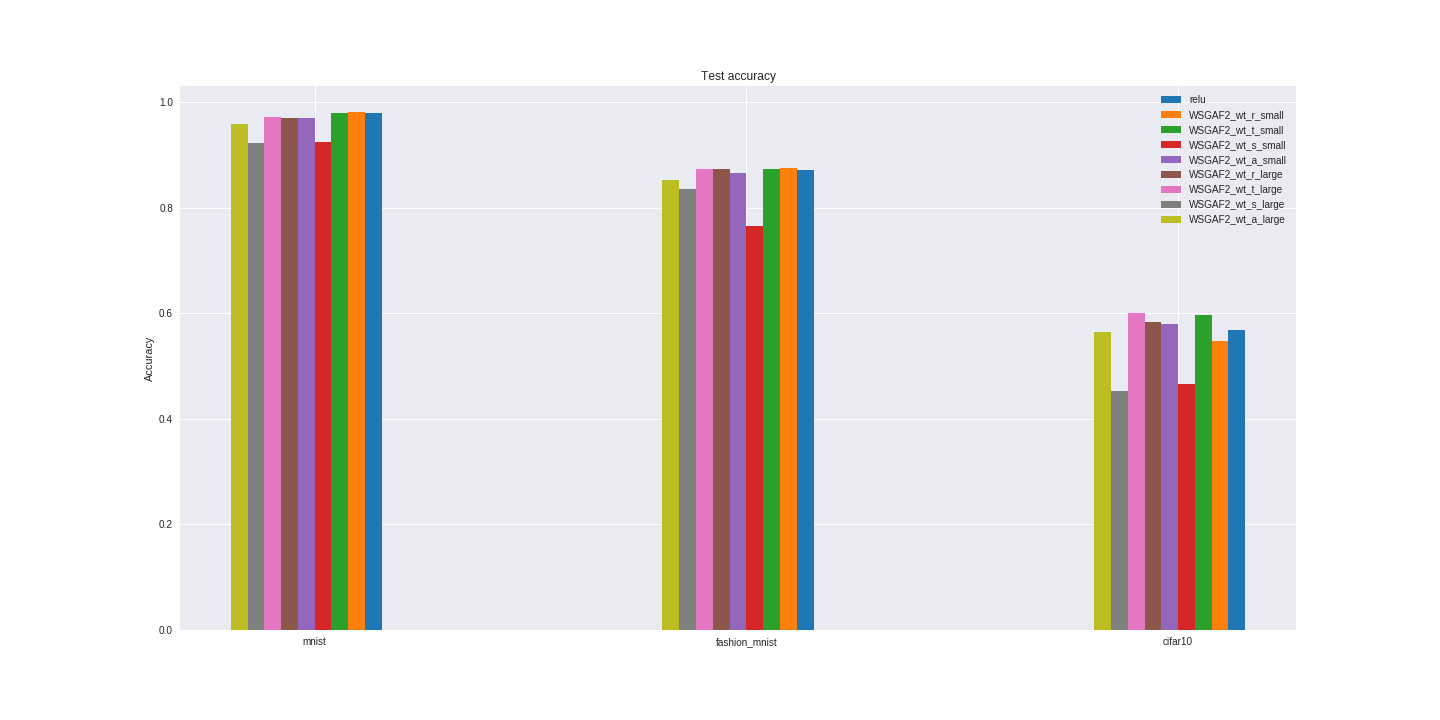 Test accuracy
1.0
0.8
0.6
0.4
0.2
0.0
Accuracy
mnist
fashion_mnist
cifar10
relu
WSGAF2_wt_r_small
WSGAF2_wt_t_small
WSGAF2_wt_s_small
WSGAF2_wt_a_small
WSGAF2_wt_r_large
WSGAF2_wt_t_large
WSGAF2_wt_s_large
WSGAF2_wt_a_large